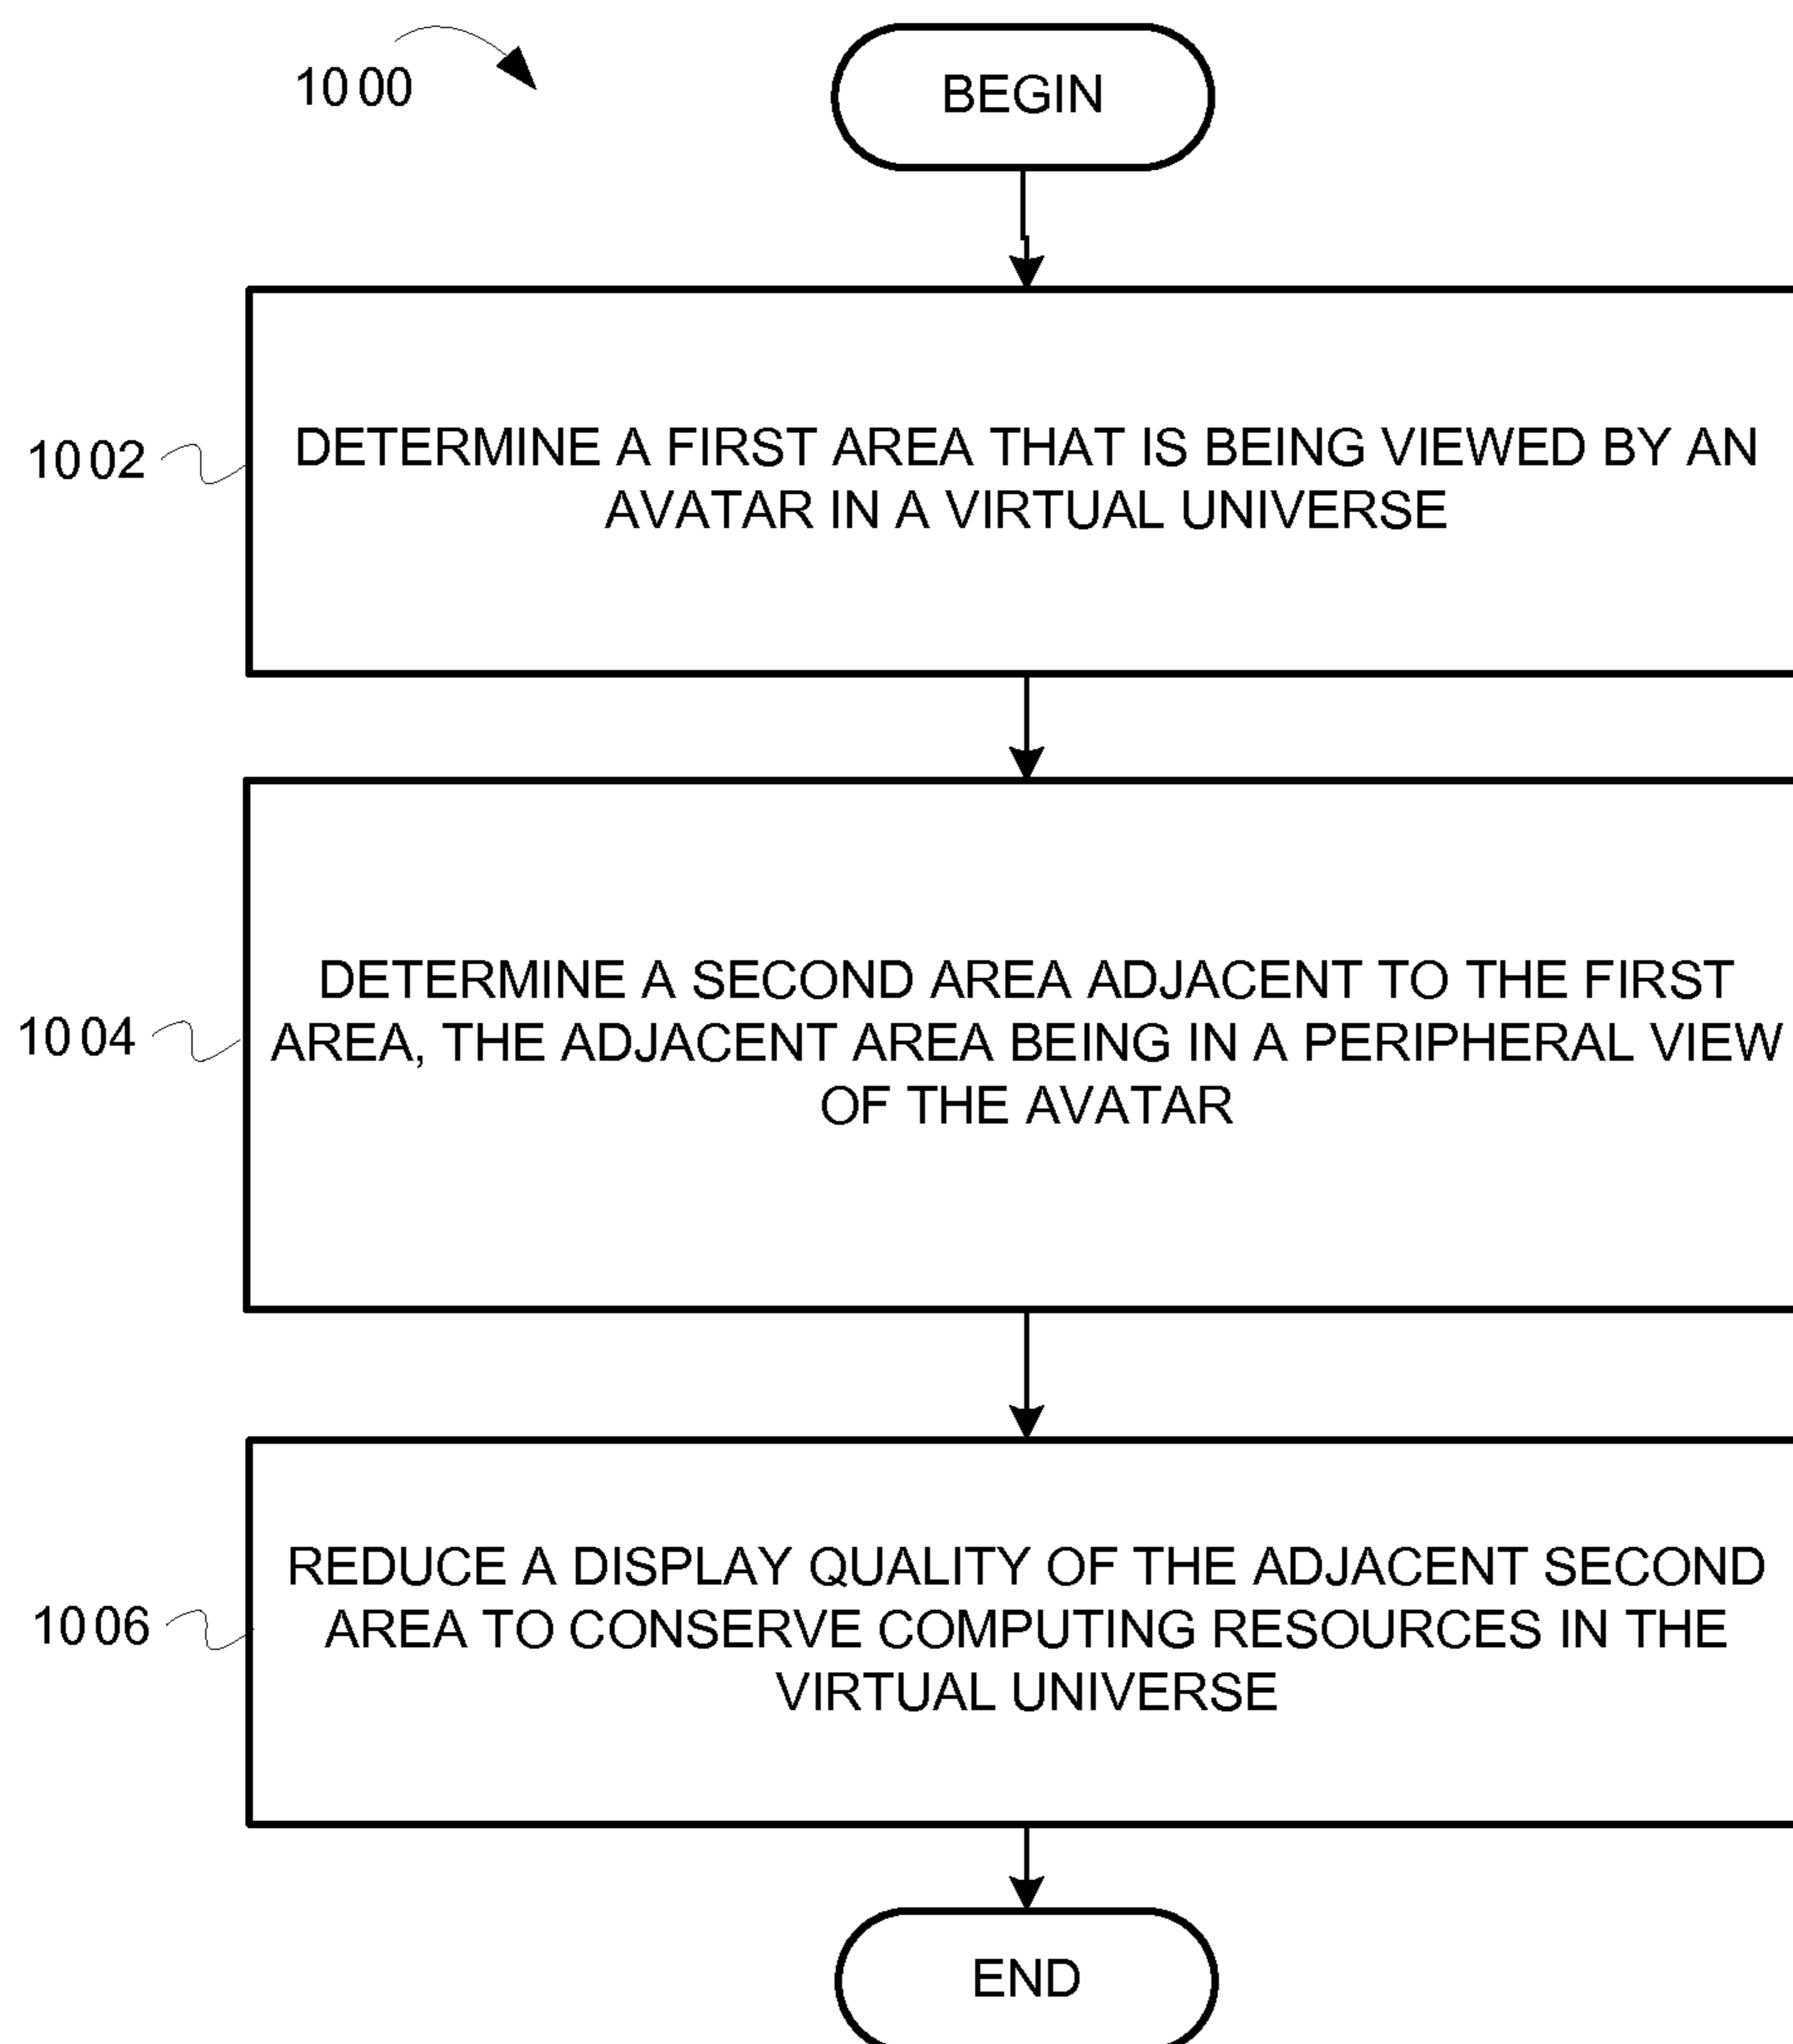 1000
BEGIN
1002
DETERMINE A FIRST AREA THAT IS BEING VIEWED BY AN
AVATAR IN A VIRTUAL UNIVERSE
1004
DETERMINE A SECOND AREA ADJACENT TO THE FIRST
AREA, THE ADJACENT AREA BEING IN A PERIPHERAL VIEW
OF THE AVATAR
1006
REDUCE A DISPLAY QUALITY OF THE ADJACENT SECOND
AREA TO CONSERVE COMPUTING RESOURCES IN THE
VIRTUAL UNIVERSE
END